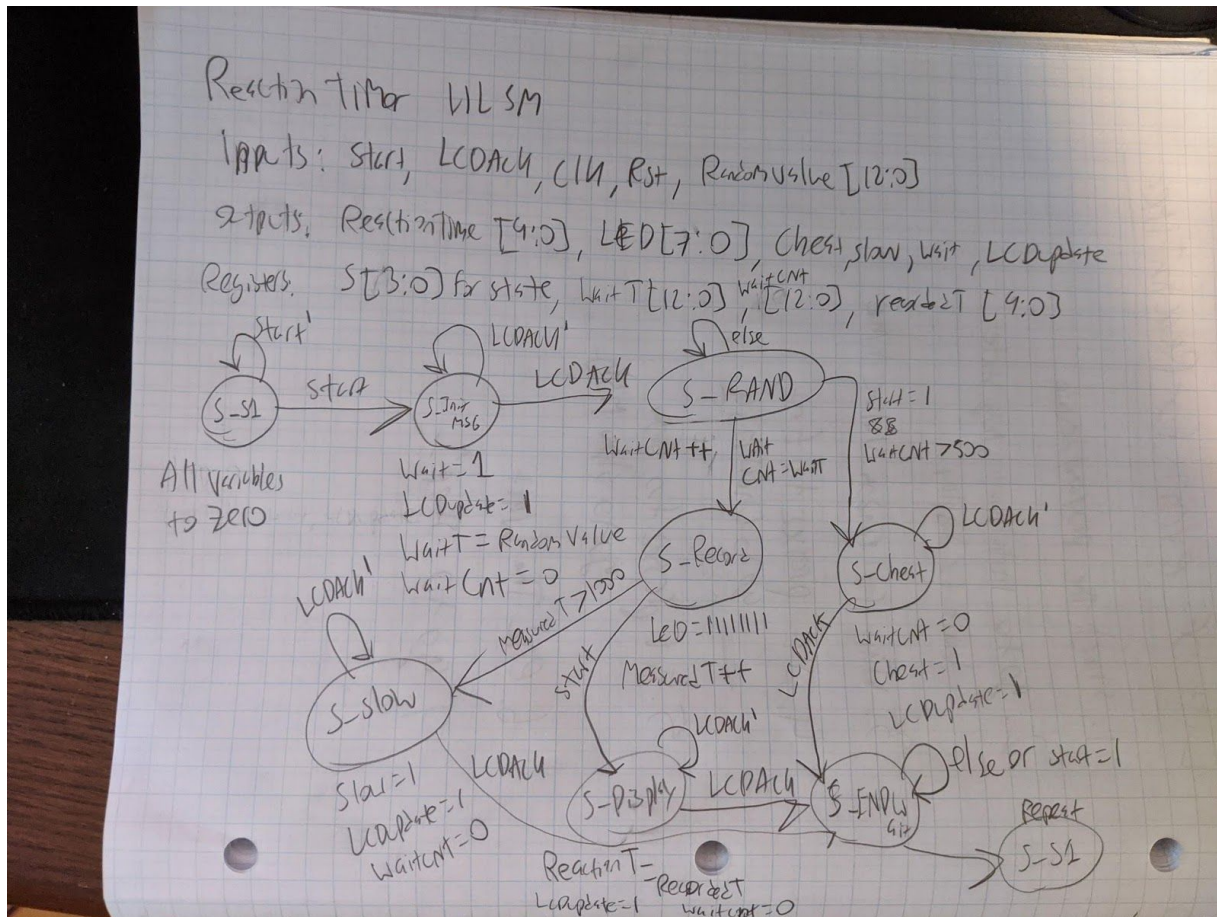 Reaction Timer HLSM
Inputs: Start, LCDAck, Clk, Rst, RandomValue [12:0]
outputs: ReactionTime [9:0], LED[7:0], Cheat, slow, wait, LCDupdate
Registers. S[3:0] for state, WaitT[12:0], WaitCNT [12:0], recordedT [9:0]
Start'
LCDAck'
else
S_S1
Start
S_Init MSG
LCDAck
S_RAND
Start=1
&&
WaitCNT >500
WaitCNT++
WAit
CNT=WaitT
All variables
to zero
Wait=1
LCDupdate=1
WaitT=RandomValue
WaitCnt=0
LCDAck'
S_Record
S_Cheat
LCDAck'
MeasuredT>1000
LED=11111111
MeasuredT++
Start
LCDAck
WaitCNT=0
Cheat=1
LCDupdate=1
S_Slow
LCDAck'
else or start=1
Slow=1
LCDupdate=1
WaitCNT=0
LCDAck
S_Display
LCDAck
S_ENDWait
Repeat
S_S1
ReactionT=RecordedT
LCDupdate=1 WaitCnt=0